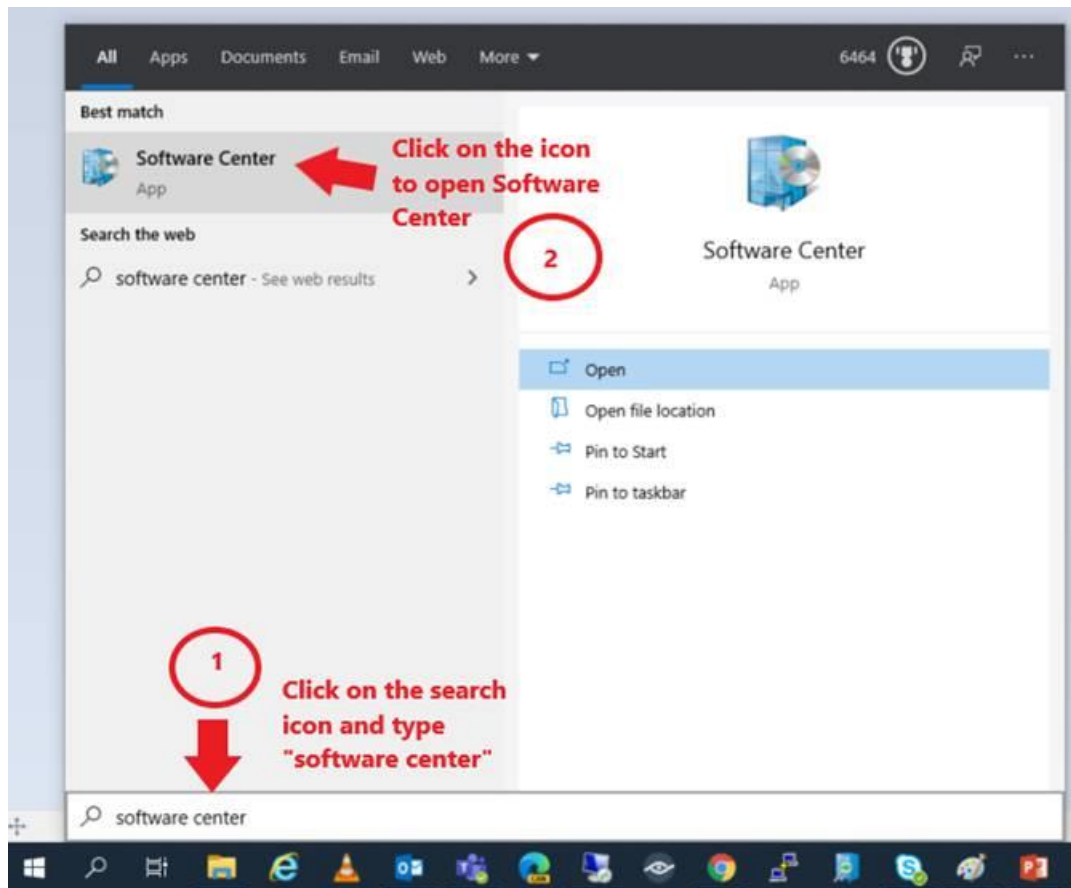 All Apps Documents Email Web More 6464 ...
Best match
Software Center
App
Click on the icon
to open Software
Center
Search the web
software center - See web results
2
Software Center
App
Open
Open file location
Pin to Start
Pin to taskbar
1
Click on the search
icon and type
"software center"
software center